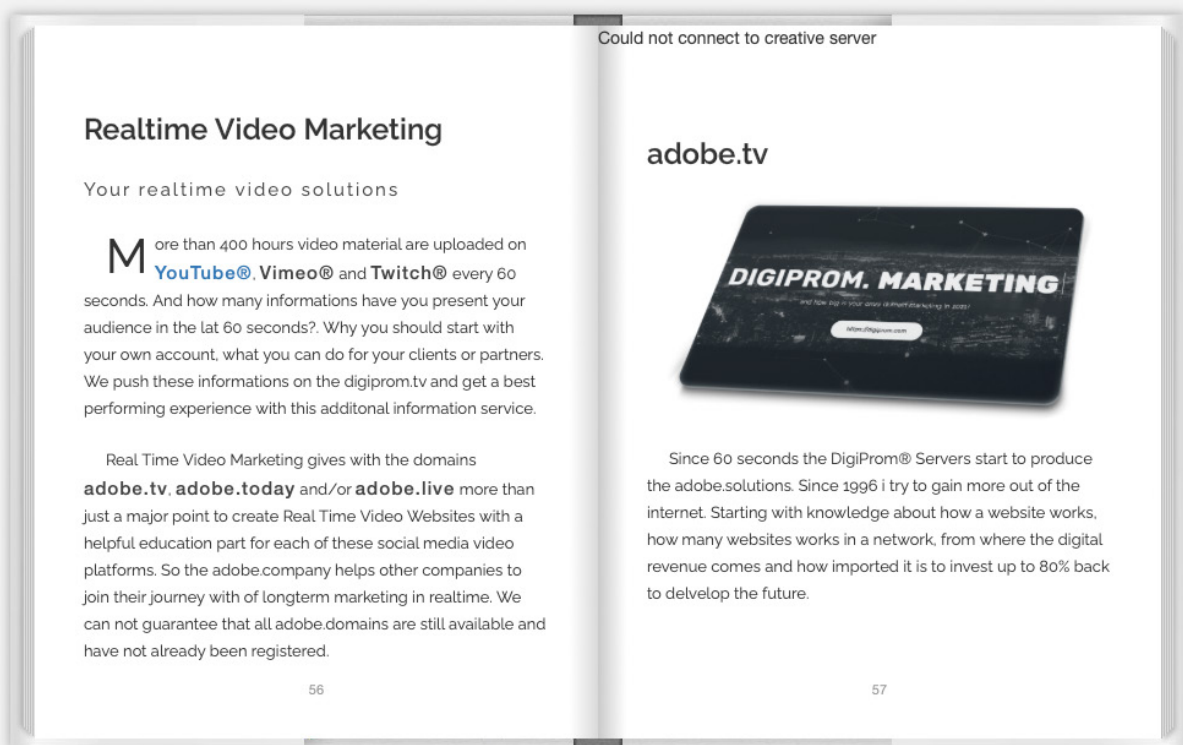 Could not connect to creative server
Realtime Video Marketing
Your realtime video solutions
More than 400 hours video material are uploaded on
YouTube®, Vimeo® and Twitch® every 60
seconds. And how many informations have you present your
audience in the lat 60 seconds?. Why you should start with
your own account, what you can do for your clients or partners.
We push these informations on the digiprom.tv and get a best
performing experience with this additonal information service.
Real Time Video Marketing gives with the domains
adobe.tv, adobe.today and/or adobe.live more than
just a major point to create Real Time Video Websites with a
helpful education part for each of these social media video
platforms. So the adobe.company helps other companies to
join their journey with of longterm marketing in realtime. We
can not guarantee that all adobe.domains are still available and
have not already been registered.
56
adobe.tv
DIGIPROM. MARKETING
and how big is your
marketing in
https://digiprom.com
Since 60 seconds the DigiProm® Servers start to produce
the adobe.solutions. Since 1996 i try to gain more out of the
internet. Starting with knowledge about how a website works,
how many websites works in a network, from where the digital
revenue comes and how imported it is to invest up to 80% back
to delvelop the future.
57